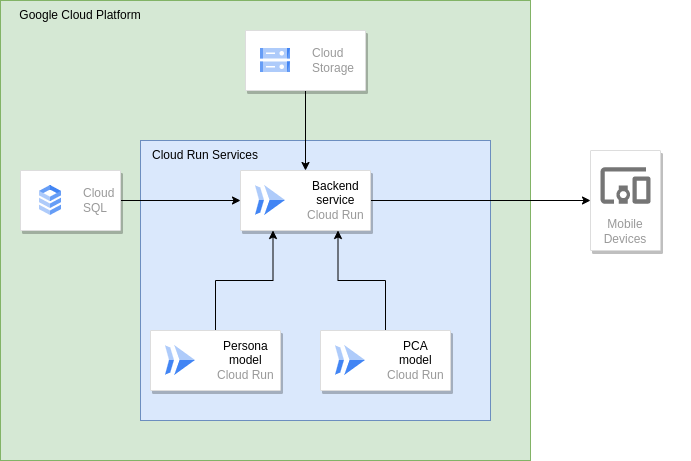 Google Cloud Platform
Cloud
Storage
Cloud Run Services
Cloud
SQL
Backend
service
Cloud Run
Mobile
Devices
Persona
model
Cloud Run
PCA
model
Cloud Run